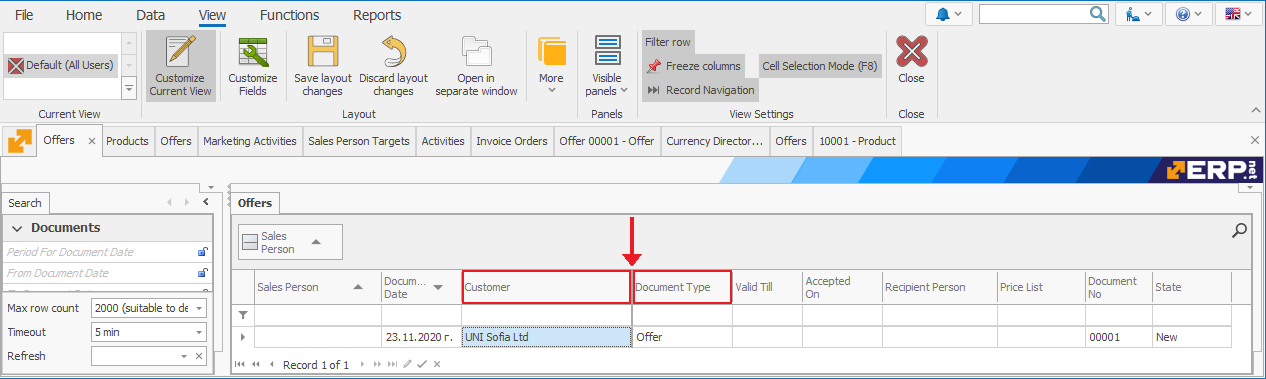 File Home Data View Functions Reports
Default (All Users)
Customize
Current View
Customize
Fields
Save layout
changes
Discard layout
changes
Open in
separate window
More
Visible
panels
Filter row
Freeze columns
Record Navigation
Cell Selection Mode (F8)
Close
Current View Layout Panels View Settings Close
Offers Products Offers Marketing Activities Sales Person Targets Activities Invoice Orders Offer 00001 - Offer Currency Director... Offers 10001 - Product
ERP.net
Search
Documents
Period For Document Date
From Document Date
Max row count 2000 (suitable to de
Timeout 5 min
Refresh
Offers
Sales
Person
Sales Person Docum...
Date Customer Document Type Valid Till Accepted
On Recipient Person Price List Document
No State
23.11.2020 г. UNI Sofia Ltd Offer 00001 New
Record 1 of 1